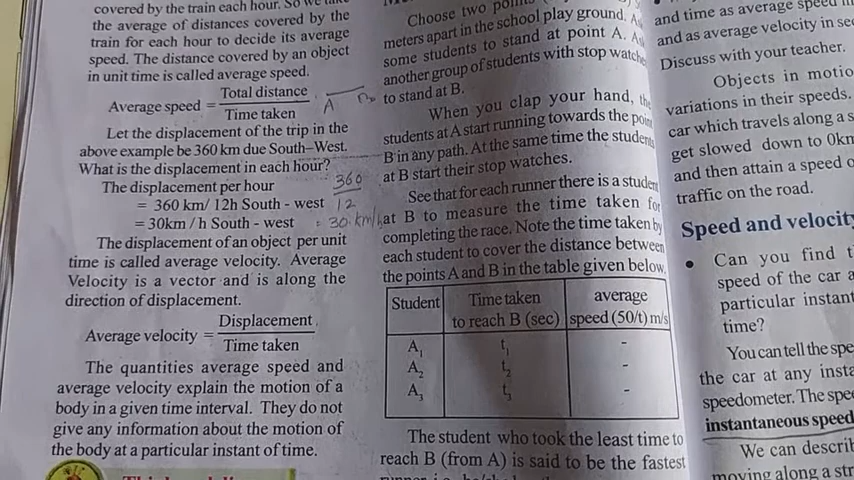 covered by the train each hour. So we take
the average of distances covered by the
train for each hour to decide its average
speed. The distance covered by an object
in unit time is called average speed.
Average speed = Total distance / Time taken
A
Let the displacement of the trip in the
above example be 360 km due South–West.
What is the displacement in each hour?
The displacement per hour
= 360 km/ 12h South - west
= 30km / h South - west
360
12
= 30 km/h
The displacement of an object per unit
time is called average velocity. Average
Velocity is a vector and is along the
direction of displacement.
Average velocity = Displacement / Time taken
The quantities average speed and
average velocity explain the motion of a
body in a given time interval. They do not
give any information about the motion of
the body at a particular instant of time.
Choose two points
meters apart in the school play ground.
some students to stand at point A.
another group of students with stop watche
to stand at B.
When you clap your hand, the
students at A start running towards the poi
B in any path. At the same time the students
at B start their stop watches.
See that for each runner there is a student
at B to measure the time taken for
completing the race. Note the time taken by
each student to cover the distance between
the points A and B in the table given below.
Student Time taken to reach B (sec) average speed (50/t) m/s
A1 t1 -
A2 t2 -
A3 t3 -
The student who took the least time to
reach B (from A) is said to be the fastest
and time as average speed
and as average velocity in sec
Discuss with your teacher.
Objects in motio
variations in their speeds.
car which travels along a s
get slowed down to 0km
and then attain a speed o
traffic on the road.
Speed and velocity
• Can you find t
speed of the car a
particular instant
time?
You can tell the spe
the car at any insta
speedometer. The spee
instantaneous speed
We can describ
moving along a str